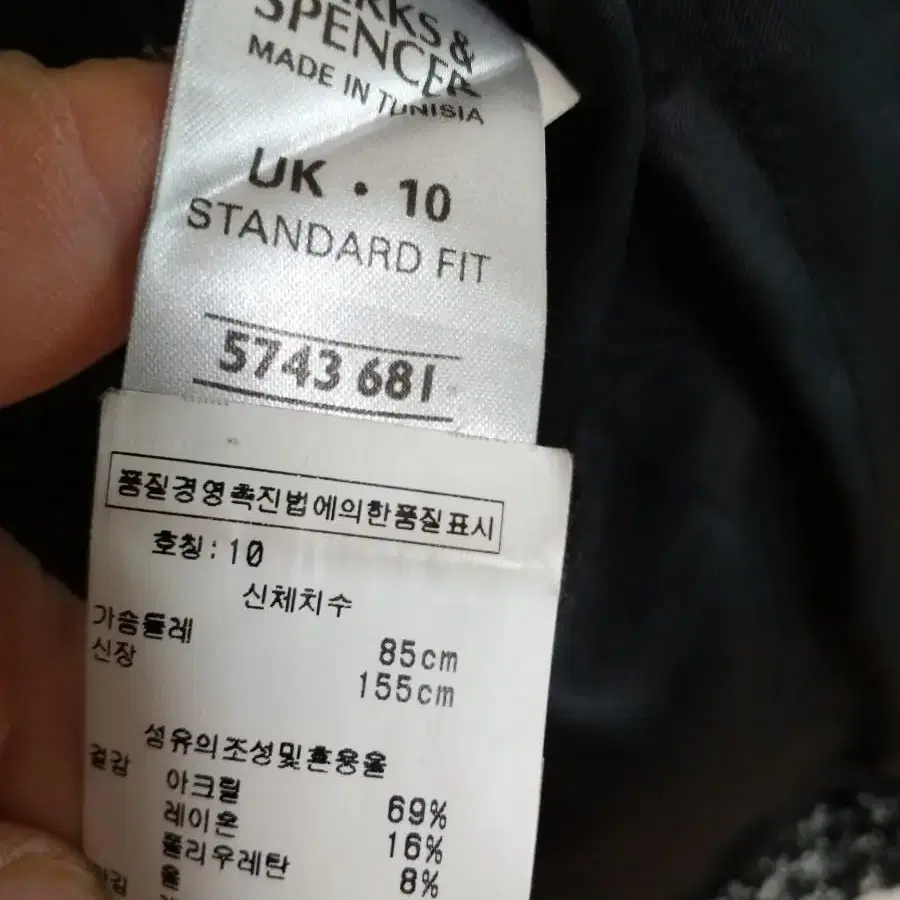 RKS &
SPENCER
MADE IN TUNISIA
UK • 10
STANDARD FIT
5743 681
품질경영촉진법에의한품질표시
호칭: 10
신체치수
가슴둘레 85cm
신장 155cm
섬유의조성및혼용율
겉감 아크릴 69%
레이온 16%
폴리우레탄 8%
울